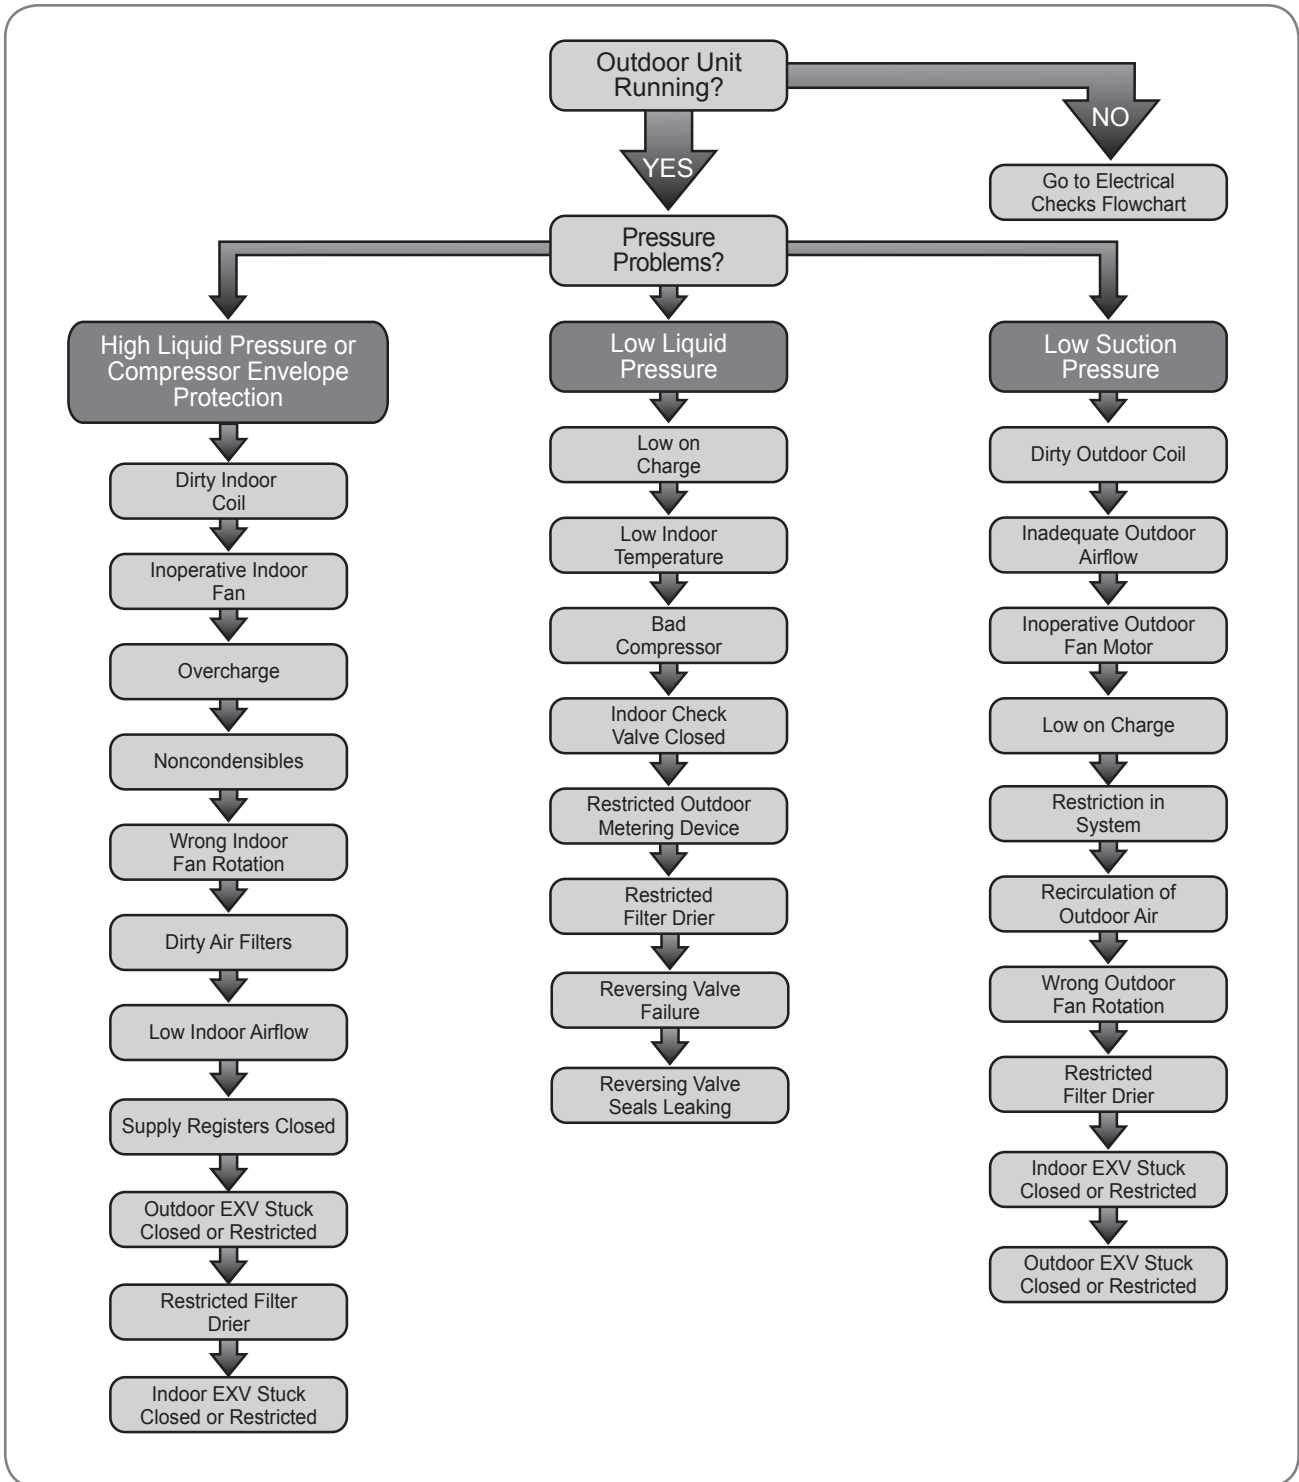 Outdoor Unit
Running?
NO
YES
Go to Electrical
Checks Flowchart
Pressure
Problems?
High Liquid Pressure or
Compressor Envelope
Protection
Dirty Indoor
Coil
Inoperative Indoor
Fan
Overcharge
Noncondensibles
Wrong Indoor
Fan Rotation
Dirty Air Filters
Low Indoor Airflow
Supply Registers Closed
Outdoor EXV Stuck
Closed or Restricted
Restricted Filter
Drier
Indoor EXV Stuck
Closed or Restricted
Low Liquid
Pressure
Low on
Charge
Low Indoor
Temperature
Bad
Compressor
Indoor Check
Valve Closed
Restricted Outdoor
Metering Device
Restricted
Filter Drier
Reversing Valve
Failure
Reversing Valve
Seals Leaking
Low Suction
Pressure
Dirty Outdoor Coil
Inadequate Outdoor
Airflow
Inoperative Outdoor
Fan Motor
Low on Charge
Restriction in
System
Recirculation of
Outdoor Air
Wrong Outdoor
Fan Rotation
Restricted
Filter Drier
Indoor EXV Stuck
Closed or Restricted
Outdoor EXV Stuck
Closed or Restricted